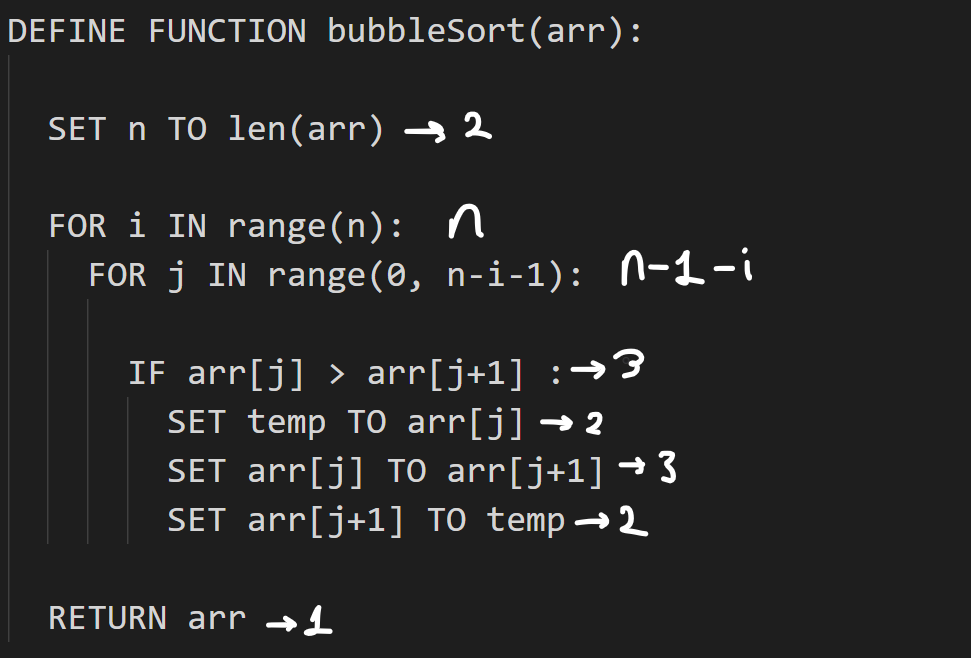 DEFINE FUNCTION bubbleSort(arr):
SET n TO len(arr) → 2
FOR i IN range(n): n
FOR j IN range(0, n-i-1): n-1-i
IF arr[j] > arr[j+1] :→3
SET temp TO arr[j] → 2
SET arr[j] TO arr[j+1] → 3
SET arr[j+1] TO temp → 2
RETURN arr → 1